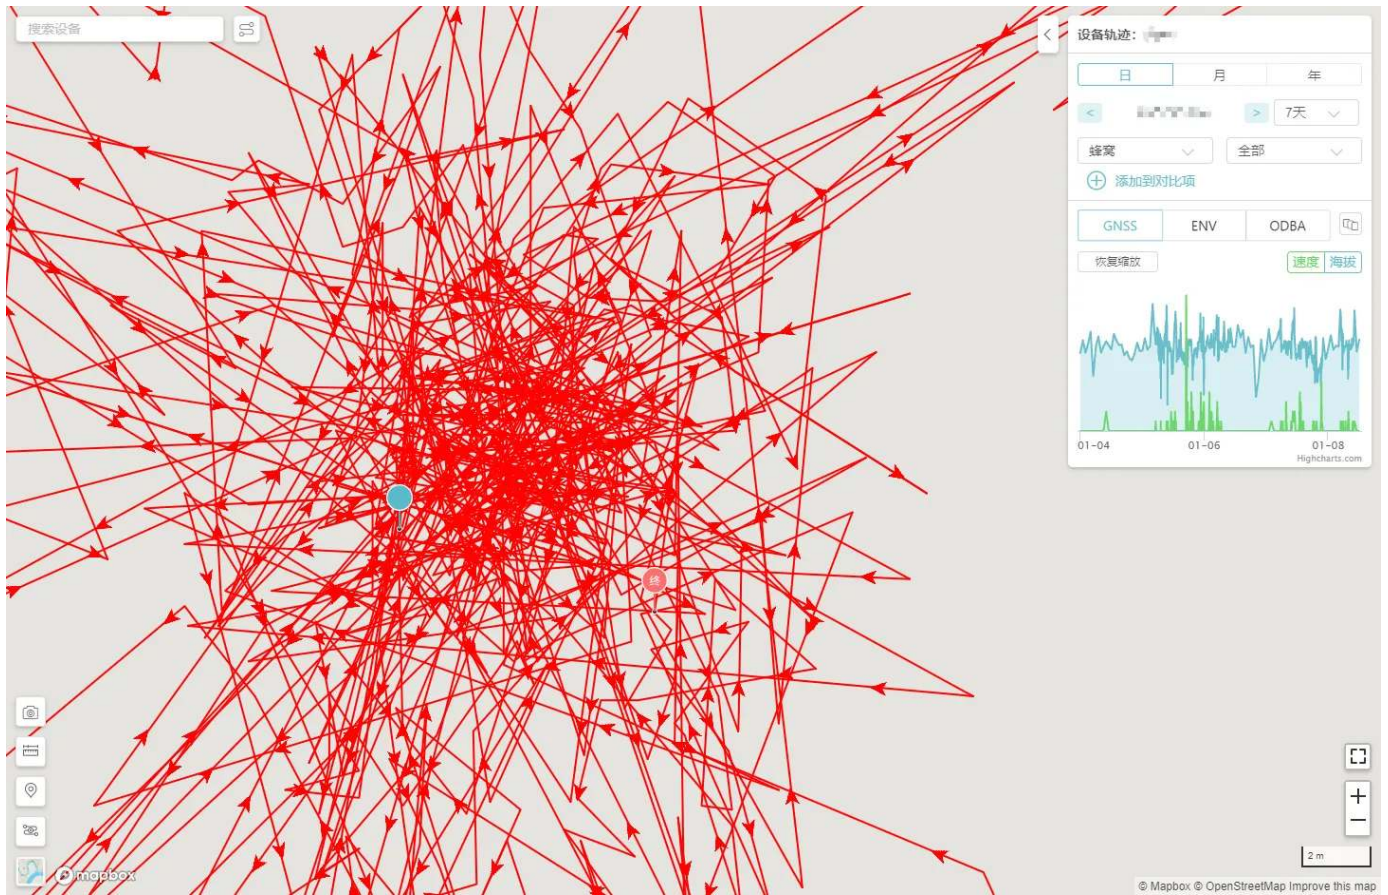 搜索设备
设备轨迹：
日 月 年
< > 7天
蜂窝 全部
添加到对比项
GNSS ENV ODBA
恢复缩放 速度 海拔
01-04 01-06 01-08
Highcharts.com
终
2 m
mapbox
© Mapbox © OpenStreetMap Improve this map